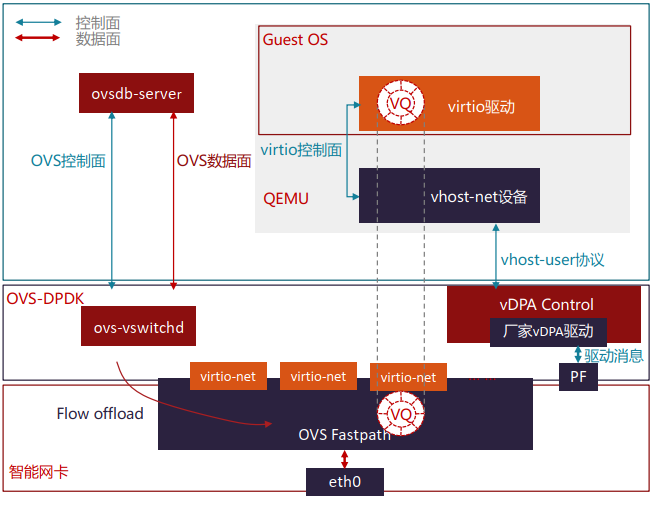 控制面
数据面
Guest OS
ovsdb-server
VQ
virtio驱动
OVS控制面
OVS数据面
virtio控制面
QEMU
vhost-net设备
vhost-user协议
OVS-DPDK
vDPA Control
ovs-vswitchd
厂家vDPA驱动
驱动消息
virtio-net
virtio-net
virtio-net
... ...
PF
Flow offload
VQ
OVS Fastpath
智能网卡
eth0